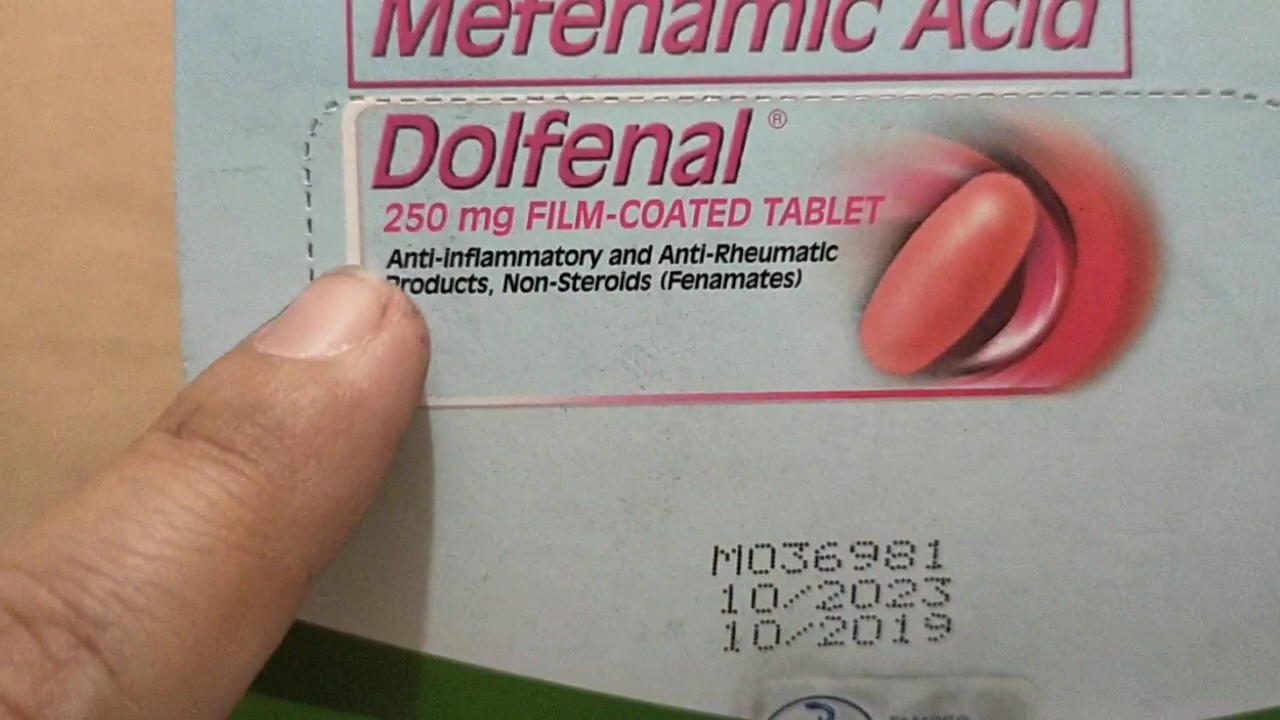 Mefenamic Acid
Dolfenal ®
250 mg FILM-COATED TABLET
Anti-inflammatory and Anti-Rheumatic
Products, Non-Steroids (Fenamates)
M036981
10/2023
10/2019